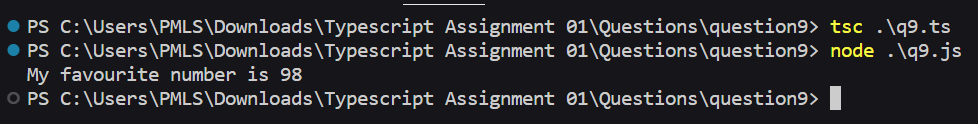 PS C:\Users\PMLS\Downloads\Typescript Assignment 01\Questions\question9> tsc .\q9.ts
PS C:\Users\PMLS\Downloads\Typescript Assignment 01\Questions\question9> node .\q9.js
My favourite number is 98
PS C:\Users\PMLS\Downloads\Typescript Assignment 01\Questions\question9>